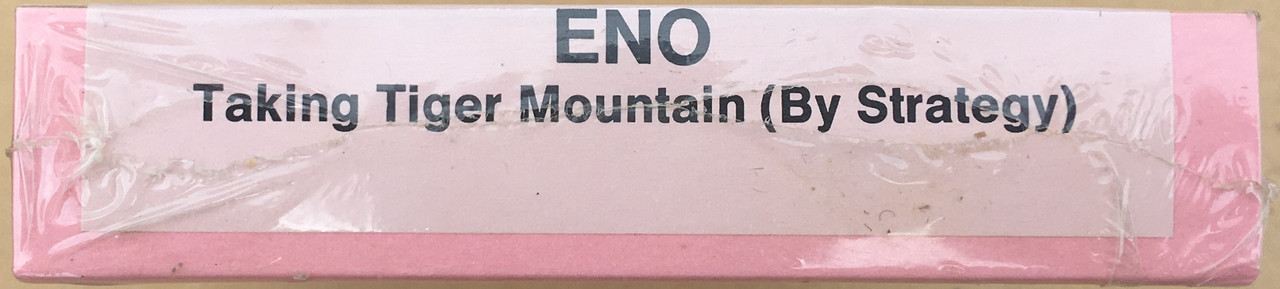 ENO
Taking Tiger Mountain (By Strategy)